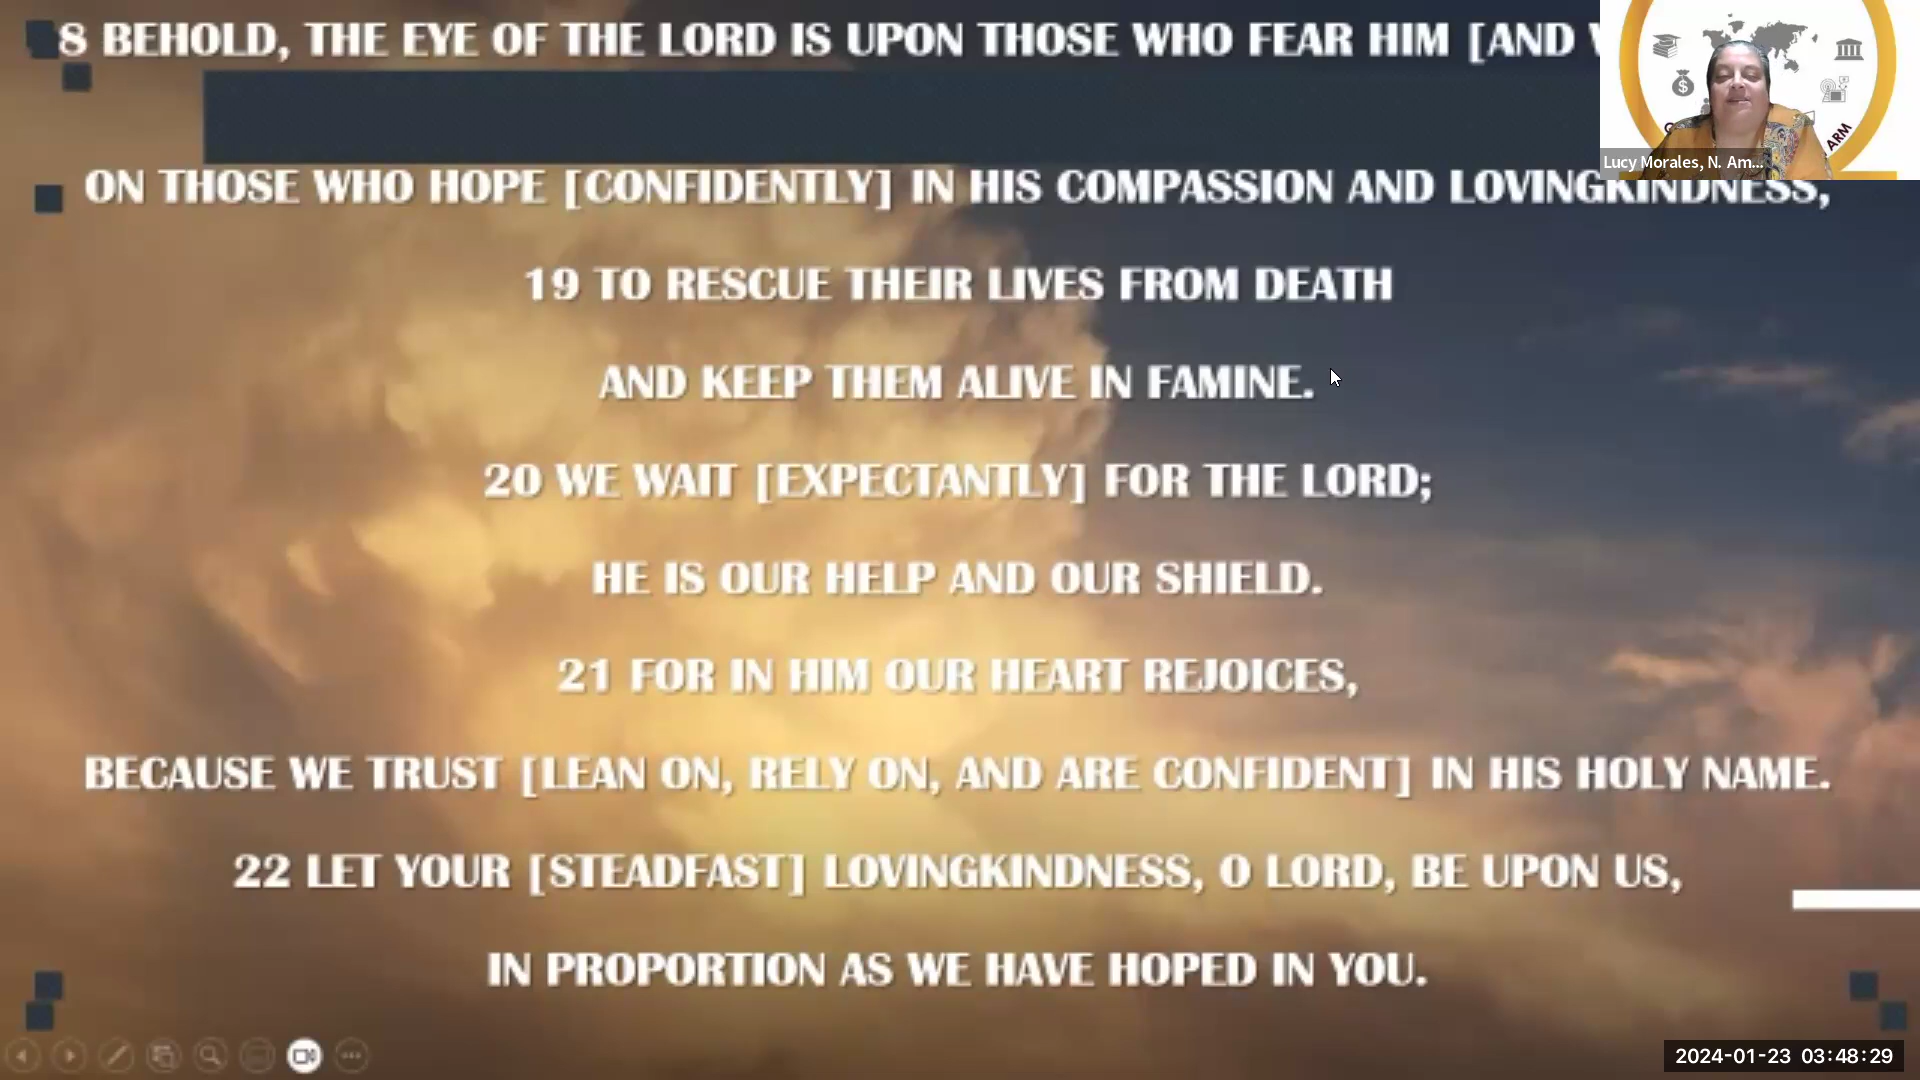 8 BEHOLD, THE EYE OF THE LORD IS UPON THOSE WHO FEAR HIM [AND
ON THOSE WHO HOPE [CONFIDENTLY] IN HIS COMPASSION AND LOVINGKINDNESS,
19 TO RESCUE THEIR LIVES FROM DEATH
AND KEEP THEM ALIVE IN FAMINE.
20 WE WAIT [EXPECTANTLY] FOR THE LORD;
HE IS OUR HELP AND OUR SHIELD.
21 FOR IN HIM OUR HEART REJOICES,
BECAUSE WE TRUST [LEAN ON, RELY ON, AND ARE CONFIDENT] IN HIS HOLY NAME.
22 LET YOUR [STEADFAST] LOVINGKINDNESS, O LORD, BE UPON US,
IN PROPORTION AS WE HAVE HOPED IN YOU.
ARM
Lucy Morales, N. Am...
2024-01-23 03:48:29